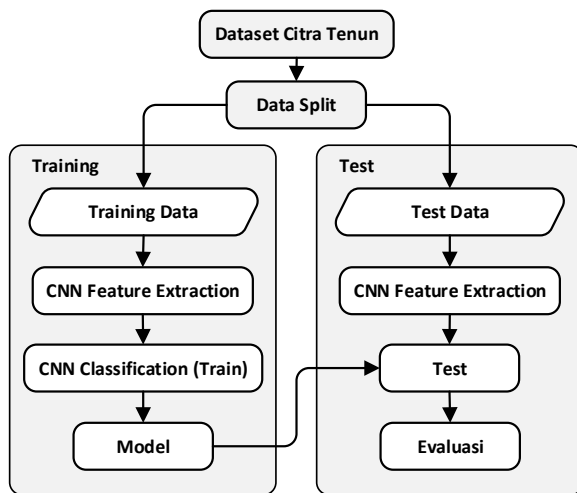 Dataset Citra Tenun
Data Split
Training
Training Data
CNN Feature Extraction
CNN Classification (Train)
Model
Test
Test Data
CNN Feature Extraction
Test
Evaluasi